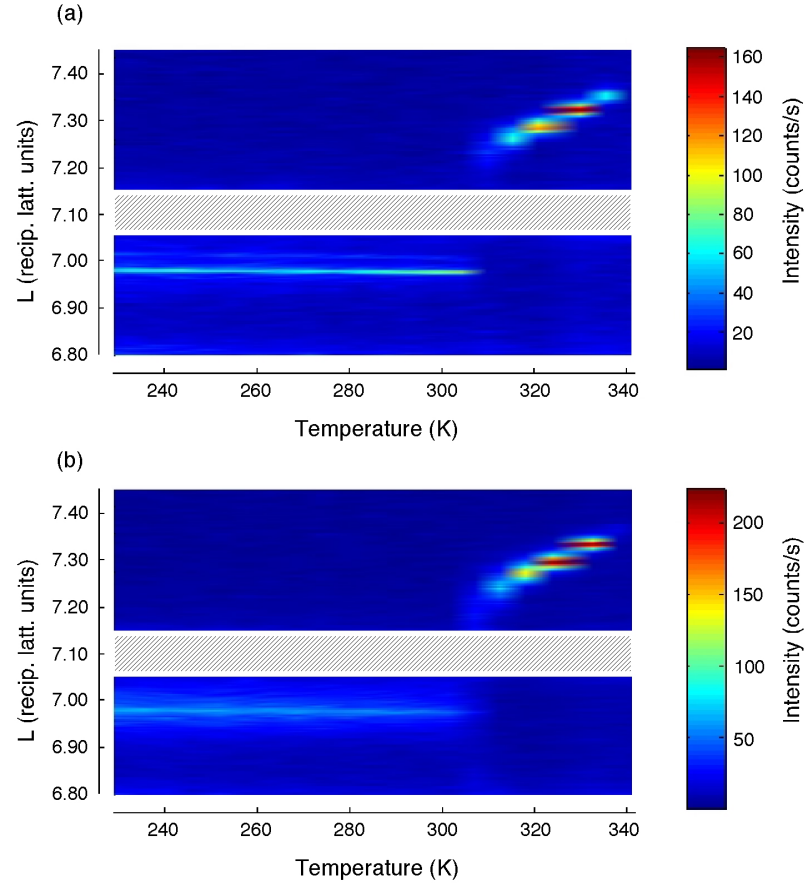 (a)
L (recip. latt. units)
7.40
7.30
7.20
7.10
7.00
6.90
6.80
240 260 280 300 320 340
Temperature (K)
160
140
120
100
80
60
40
20
Intensity (counts/s)
(b)
L (recip. latt. units)
7.40
7.30
7.20
7.10
7.00
6.90
6.80
240 260 280 300 320 340
Temperature (K)
200
150
100
50
Intensity (counts/s)